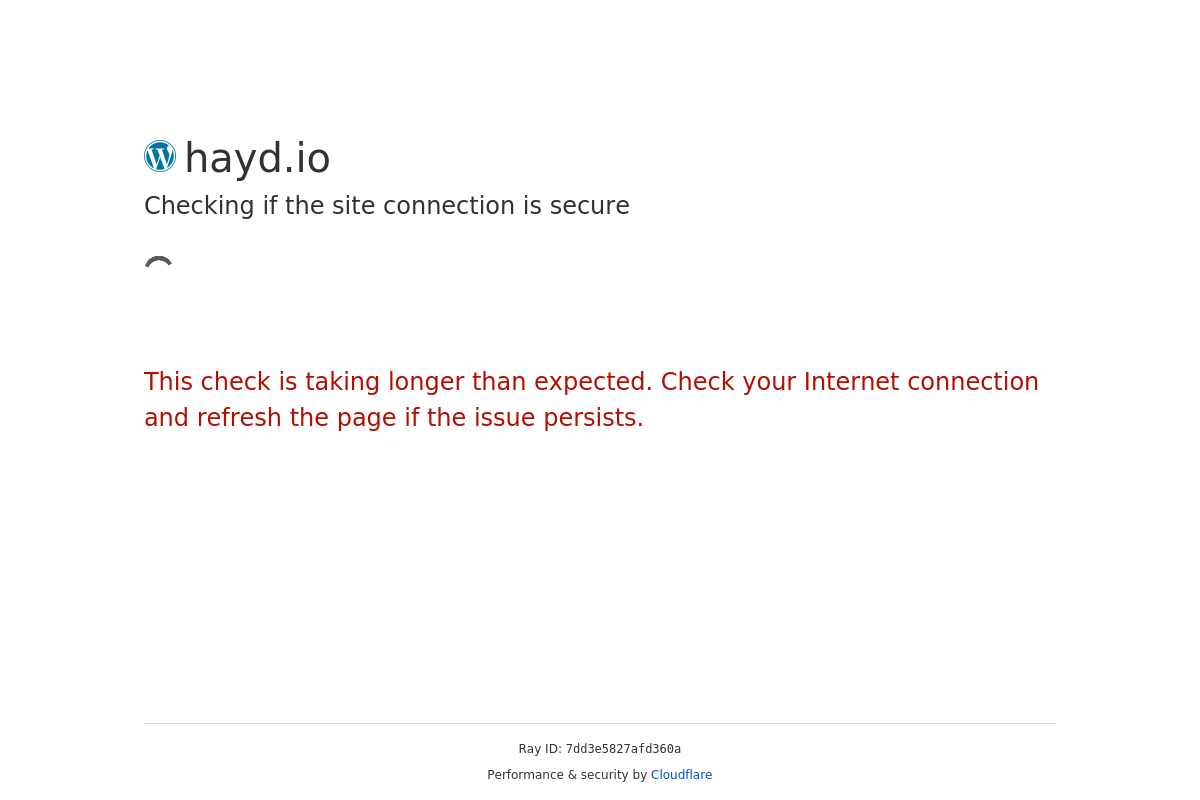 hayd.io
Checking if the site connection is secure
This check is taking longer than expected. Check your Internet connection
and refresh the page if the issue persists.
Ray ID: 7dd3e5827afd360a
Performance & security by Cloudflare